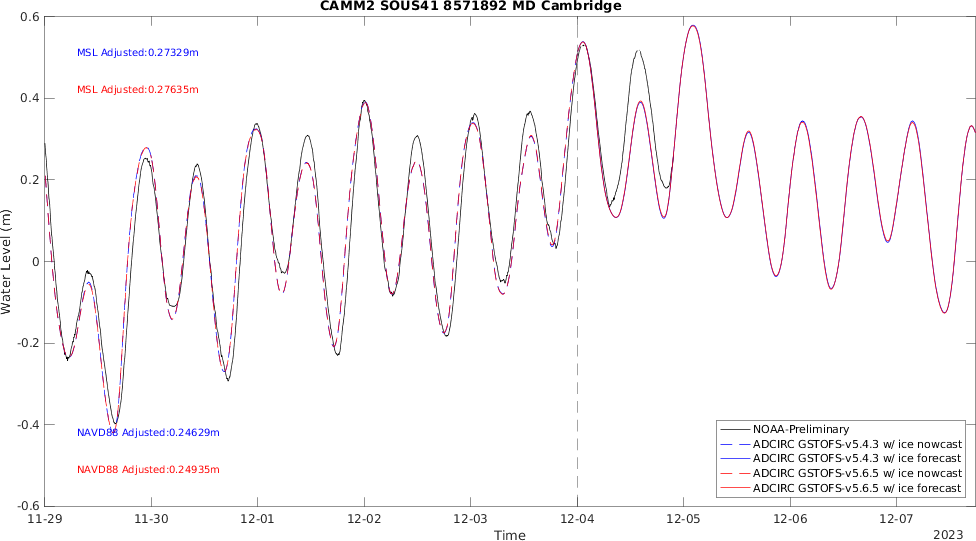 CAMM2 SOUS41 8571892 MD Cambridge
0.6
MSL Adjusted:0.27329m
MSL Adjusted:0.27635m
0.4
0.2
0
-0.2
-0.4
-0.6
Water Level (m)
NAVD88 Adjusted:0.24629m
NAVD88 Adjusted:0.24935m
NOAA-Preliminary
ADCIRC GSTOFS-v5.4.3 w/ ice nowcast
ADCIRC GSTOFS-v5.4.3 w/ ice forecast
ADCIRC GSTOFS-v5.6.5 w/ ice nowcast
ADCIRC GSTOFS-v5.6.5 w/ ice forecast
11-29 11-30 12-01 12-02 12-03 12-04 12-05 12-06 12-07
Time
2023